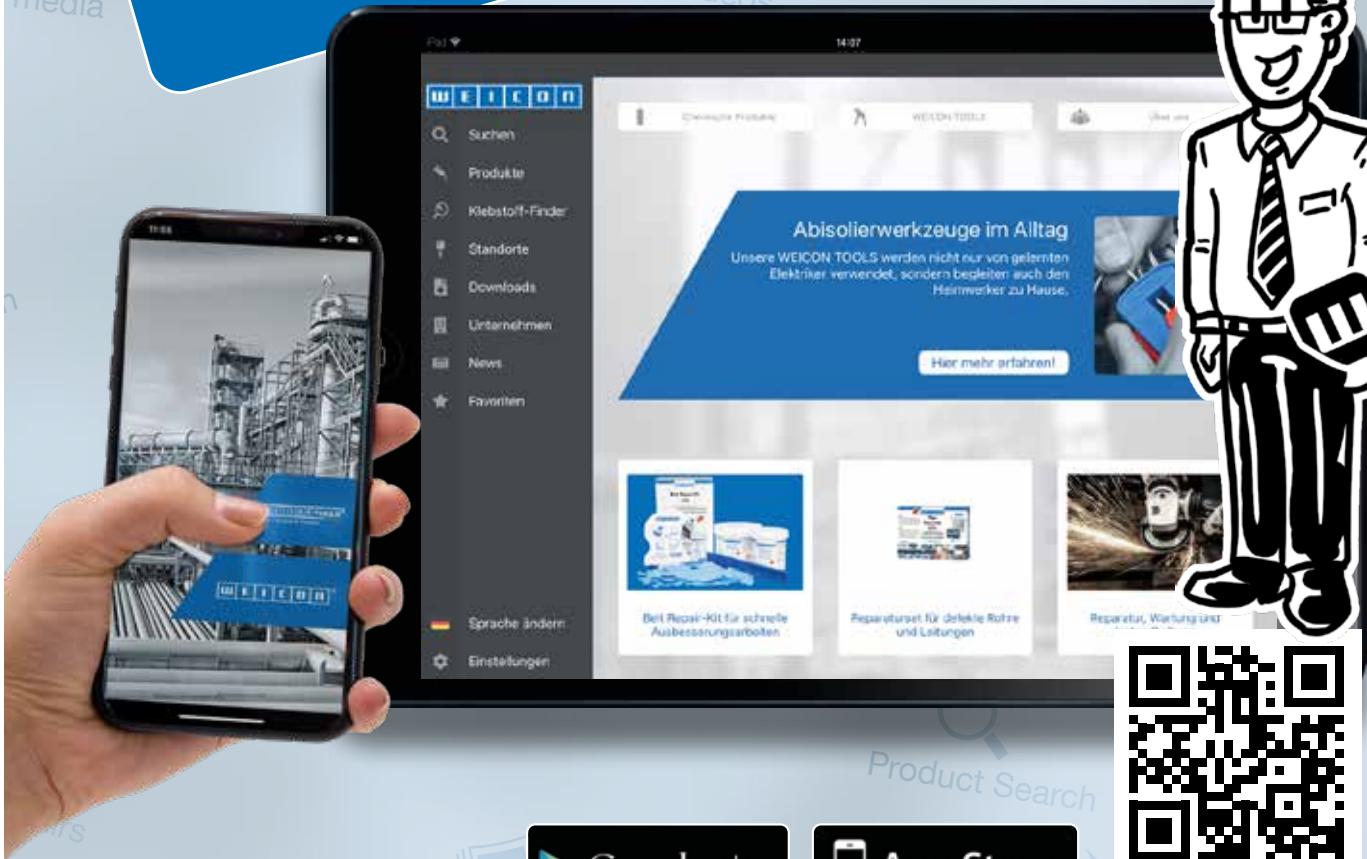 media
iPad
14:07
WEICON
Suchen
Produkte
Klebstoff-Finder
Standorte
Downloads
Unternehmen
News
Favoriten
Sprache ändern
Einstellungen
Chemische Produkte
WEICON TOOLS
Über uns
Abisolierwerkzeuge im Alltag
Unsere WEICON TOOLS werden nicht nur von gelernten
Elektriker verwendet, sondern begleiten auch den
Heimwerker zu Hause.
Hier mehr erfahren!
Belt Repair-Kit für schnelle
Ausbesserungsarbeiten
Reparaturset für defekte Rohre
und Leitungen
Reparatur, Wartung und
WEICON
Product Search